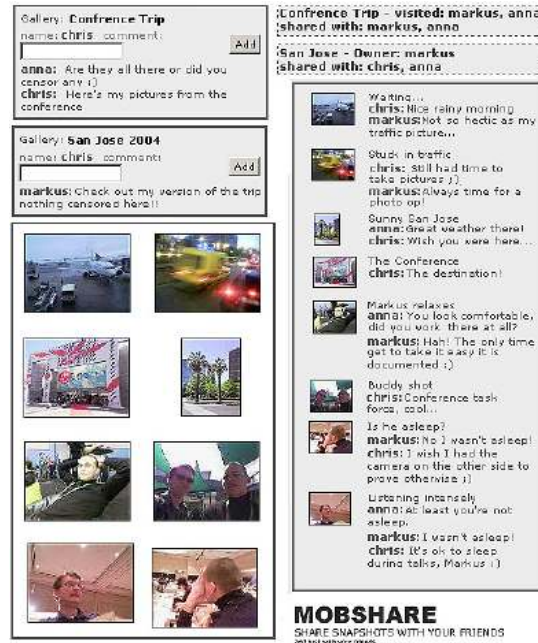 Gallery: Confrence Trip
name: chris comment:
Add
anna: Are they all there or did you
censor any ;)
chris: Here's my pictures from the
conference
Gallery: San Jose 2004
name: chris comment:
Add
markus: Check out my version of the trip
nothing censored here!!
Confrence Trip - visited: markus, anna
shared with: markus, anna
San Jose - Owner: markus
shared with: chris, anna
Waiting...
chris: Nice rainy morning
markus: Not so hectic as my
traffic picture...
Stuck in traffic
chris: Still had time to
take pictures ;)
markus: Always time for a
photo op!
Sunny San Jose
anna: Great weather there!
chris: Wish you were here...
The Conference
chris: The destination!
Markus relaxes
anna: You look comfortable,
did you work there at all?
markus: Hah! The only time I
get to take it easy it is
documented :)
Buddy shot
chris: Conference task
force, cool...
Is he asleep?
markus: No I wasn't asleep!
chris: I wish I had the
camera on the other side to
prove otherwise ;)
Listening intensely
anna: At least you're not
asleep.
markus: I wasn't asleep!
chris: It's ok to sleep
during talks, Markus :)
MOBSHARE
SHARE SNAPSHOTS WITH YOUR FRIENDS